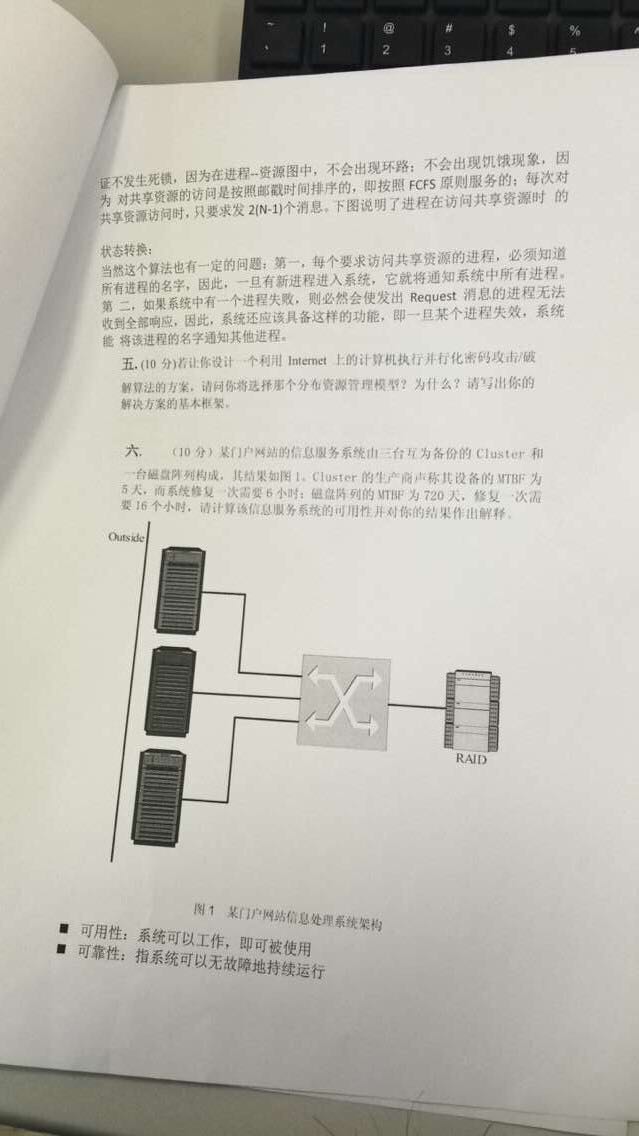 ~ ! @ # $ %
、 1 2 3 4 5
证不发生死锁，因为在进程--资源图中，不会出现环路；不会出现饥饿现象，因
为 对共享资源的访问是按照邮戳时间排序的，即按照 FCFS 原则服务的；每次对
共享资源访问时，只要求发 2(N-1)个消息。下图说明了进程在访问共享资源时 的
状态转换：
当然这个算法也有一定的问题：第一，每个要求访问共享资源的进程，必须知道
所有进程的名字，因此，一旦有新进程进入系统，它就将通知系统中所有进程。
第 二，如果系统中有一个进程失败，则必然会使发出 Request 消息的进程无法
收到全部响应，因此，系统还应该具备这样的功能，即一旦某个进程失效，系统
能 将该进程的名字通知其他进程。
五. (10 分)若让你设计一个利用 Internet 上的计算机执行并行化密码攻击/破
解算法的方案，请问你将选择那个分布资源管理模型？为什么？请写出你的
解决方案的基本框架。
六. （10 分）某门户网站的信息服务系统由三台互为备份的 Cluster 和
一台磁盘阵列构成，其结果如图 1。Cluster 的生产商声称其设备的 MTBF 为
5 天，而系统修复一次需要 6 小时；磁盘阵列的 MTBF 为 720 天，修复一次需
要 16 个小时，请计算该信息服务系统的可用性并对你的结果作出解释。
Outside
RAID
图 1 某门户网站信息处理系统架构
■ 可用性：系统可以工作，即可被使用
■ 可靠性：指系统可以无故障地持续运行